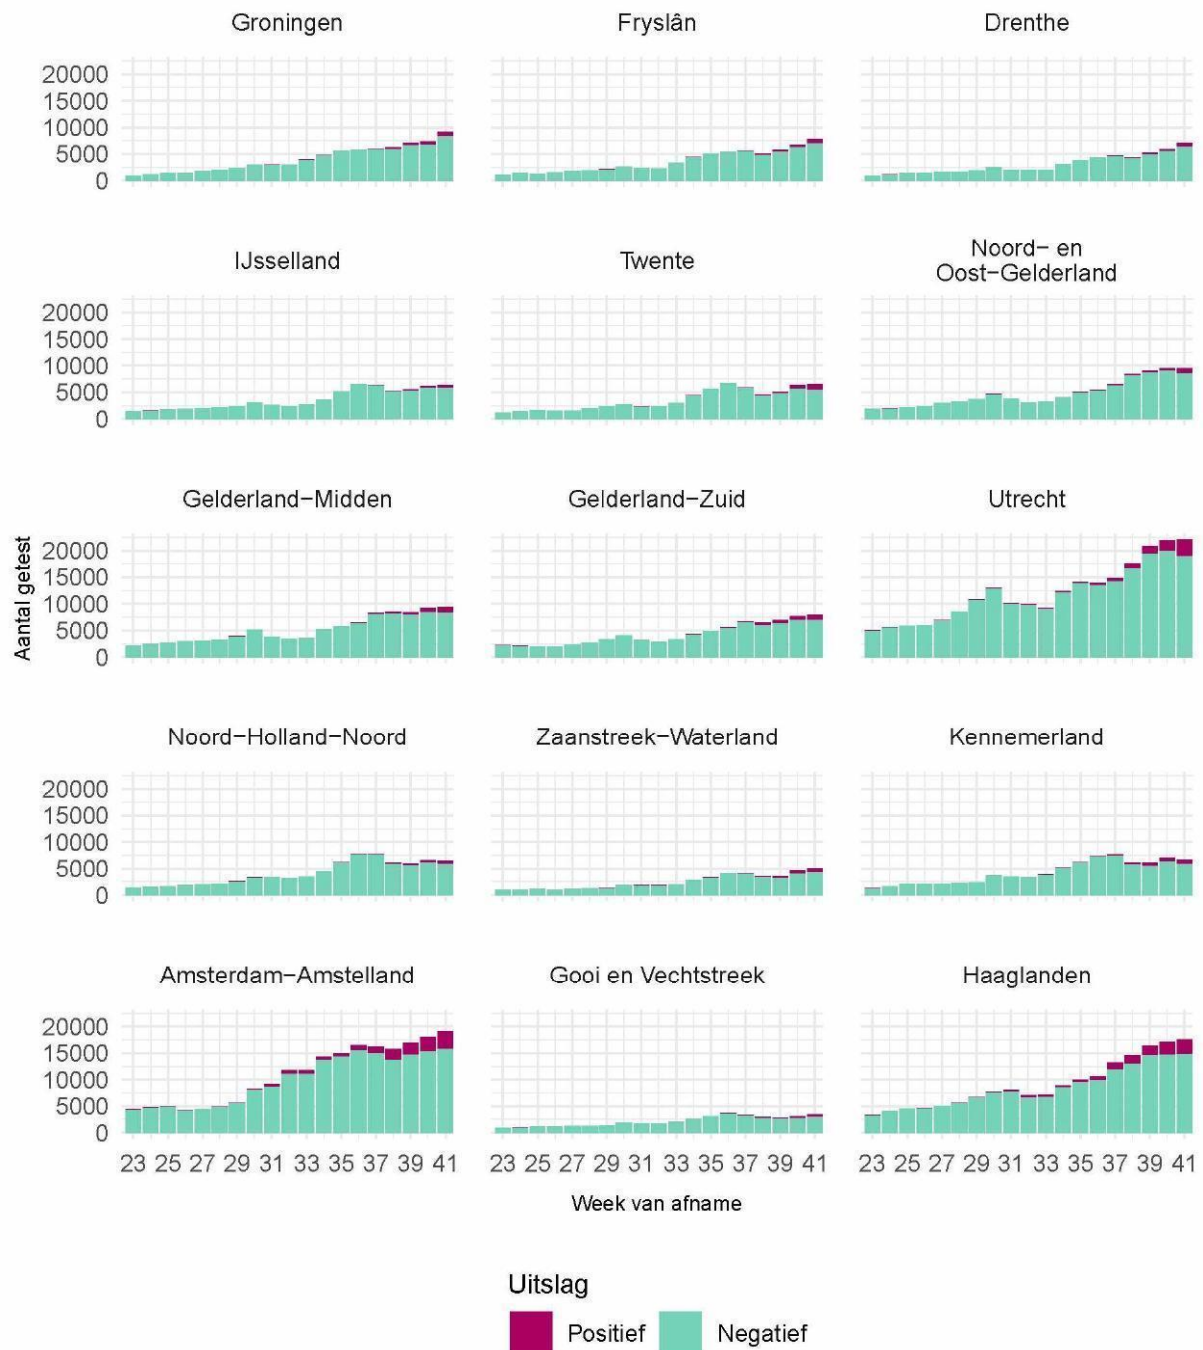 Groningen
Fryslân
Drenthe
20000
15000
10000
5000
0
IJsselland
Twente
Noord- en
Oost-Gelderland
20000
15000
10000
5000
0
Gelderland-Midden
Gelderland-Zuid
Utrecht
Aantal getest
20000
15000
10000
5000
0
Noord-Holland-Noord
Zaanstreek-Waterland
Kennemerland
20000
15000
10000
5000
0
Amsterdam-Amstelland
Gooi en Vechtstreek
Haaglanden
20000
15000
10000
5000
0
23 25 27 29 31 33 35 37 39 41
23 25 27 29 31 33 35 37 39 41
23 25 27 29 31 33 35 37 39 41
Week van afname
Uitslag
Positief
Negatief